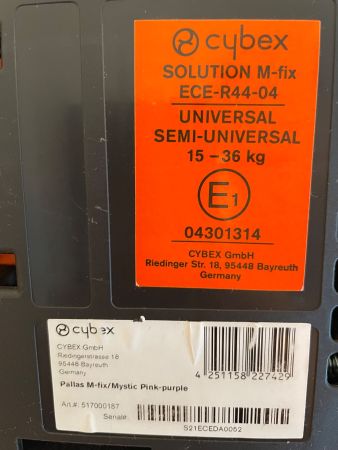 cybex
SOLUTION M-fix
ECE-R44-04
UNIVERSAL
SEMI-UNIVERSAL
15 – 36 kg
E1
04301314
CYBEX GmbH
Riedinger Str. 18, 95448 Bayreuth
Germany
cybex
CYBEX GmbH
Riedingerstrasse 18
95448 Bayreuth
Germany
4 251158 227429
Pallas M-fix/Mystic Pink-purple
Art.#: 517000187
Serial#:
S21ECEDA0052